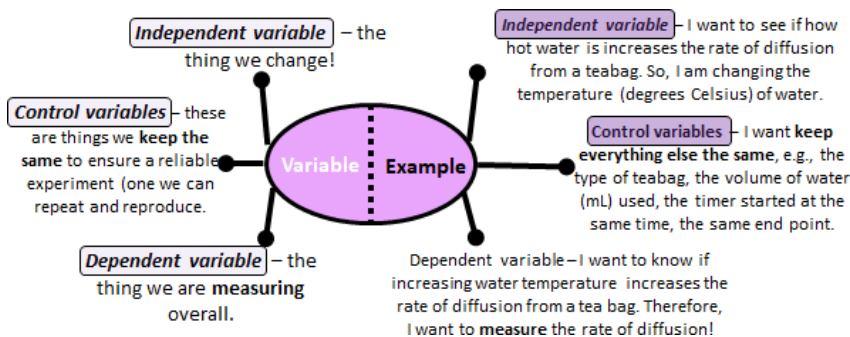 Independent variable – the
thing we change!
Control variables – these
are things we keep the
same to ensure a reliable
experiment (one we can
repeat and reproduce.
Dependent variable – the
thing we are measuring
overall.
Variable
Example
Independent variable – I want to see if how
hot water is increases the rate of diffusion
from a teabag. So, I am changing the
temperature (degrees Celsius) of water.
Control variables – I want keep
everything else the same, e.g., the
type of teabag, the volume of water
(mL) used, the timer started at the
same time, the same end point.
Dependent variable – I want to know if
increasing water temperature increases the
rate of diffusion from a tea bag. Therefore,
I want to measure the rate of diffusion!